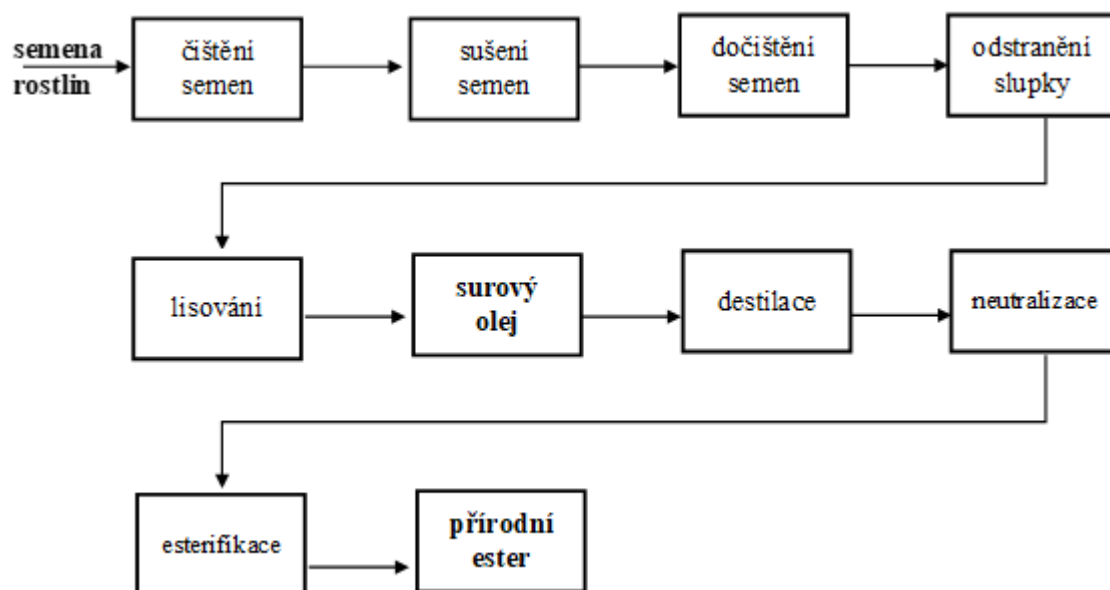 semena
rostlin
čištění
semen
sušení
semen
dočištění
semen
odstranění
slupky
lisování
surový
olej
destilace
neutralizace
esterifikace
přírodní
ester